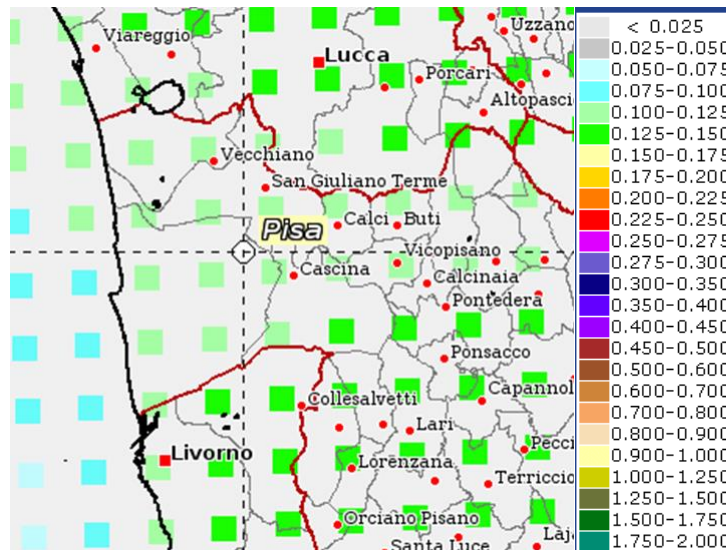 Uzzano
Viareggio
Lucca
Porcari
Altopasci
Vecchiano
San Giuliano Terme
Pisa
Calci
Buti
Vicopisano
Cascina
Calcinaia
Pontedera
Ponsacco
Capannol
Collesalvetti
Lari
Pecci
Livorno
Lorenzana
Terriccio
Orciano Pisano
Santa Luce
Laj
< 0.025
0.025-0.050
0.050-0.075
0.075-0.100
0.100-0.125
0.125-0.150
0.150-0.175
0.175-0.200
0.200-0.225
0.225-0.250
0.250-0.275
0.275-0.300
0.300-0.350
0.350-0.400
0.400-0.450
0.450-0.500
0.500-0.600
0.600-0.700
0.700-0.800
0.800-0.900
0.900-1.000
1.000-1.250
1.250-1.500
1.500-1.750
1.750-2.000